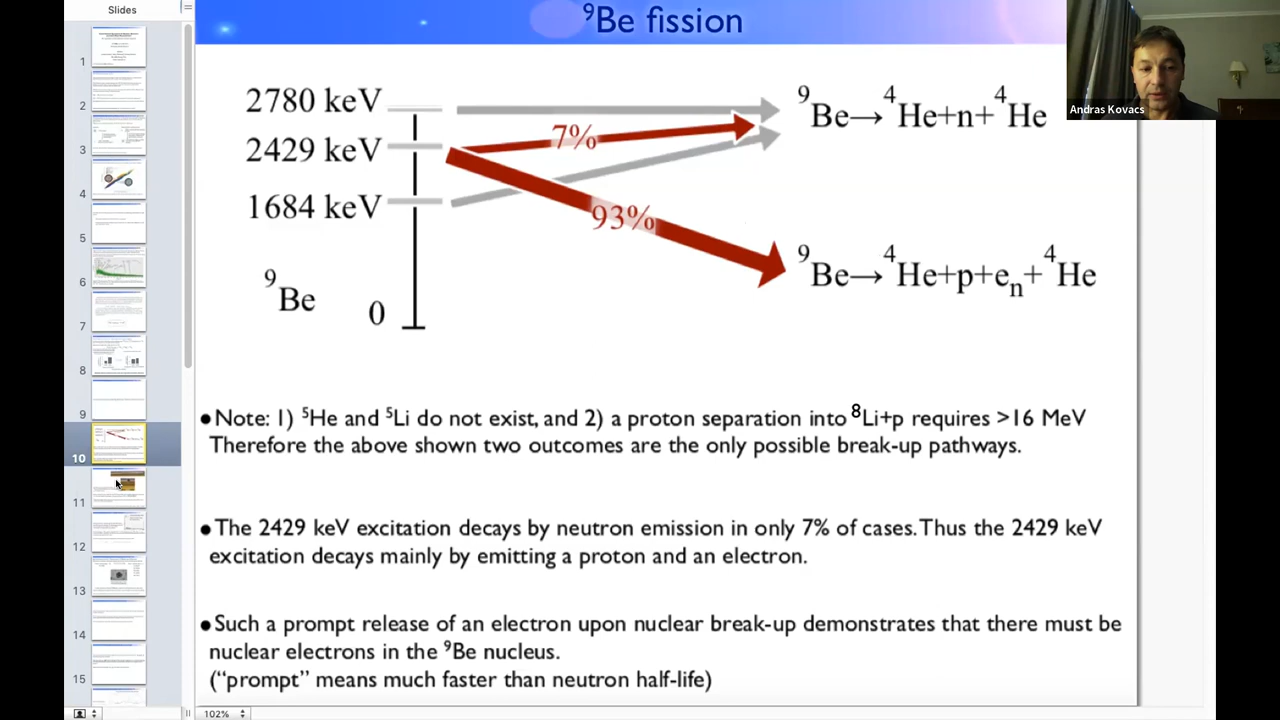 Slides
⁹Be fission
Andras Kovacs
2780 keV
2429 keV
1684 keV
⁹Be
0
7%
93%
⁹Be→⁴He+n+⁴He
⁹Be→⁴He+p+eₙ+⁴He
●Note: 1) ⁵He and ⁵Li do not exist, and 2) a proton separation into ⁸Li+p requires >16 MeV
Therefore the above shown two outcomes are the only possible break-up pathways.
●The 2429 keV excitation decays by neutron emission in only 7% of cases. Thus the 2429 keV
excitation decays mainly by emitting a proton and an electron.
●Such a prompt release of an electron upon nuclear break-up demonstrates that there must be
nuclear electrons in the ⁹Be nucleus.
("prompt" means much faster than neutron half-life)
1
2
3
4
5
6
7
8
9
10
11
12
13
14
15
102%